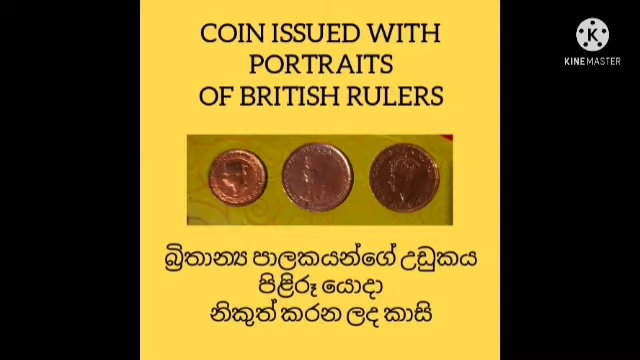 COIN ISSUED WITH
PORTRAITS
OF BRITISH RULERS
KINEMASTER
බ්‍රිතාන්‍ය පාලකයන්ගේ උඩුකය
පිළිරූ යොදා
නිකුත් කරන ලද කාසි